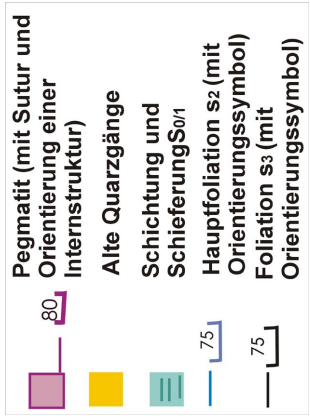 Pegmatit (mit Sutur und
Orientierung einer
Internstruktur)
80
Alte Quarzgänge
Schichtung und
SchieferungS0/1
Hauptfoliation s2 (mit
Orientierungssymbol)
75
Foliation s3 (mit
Orientierungssymbol)
75